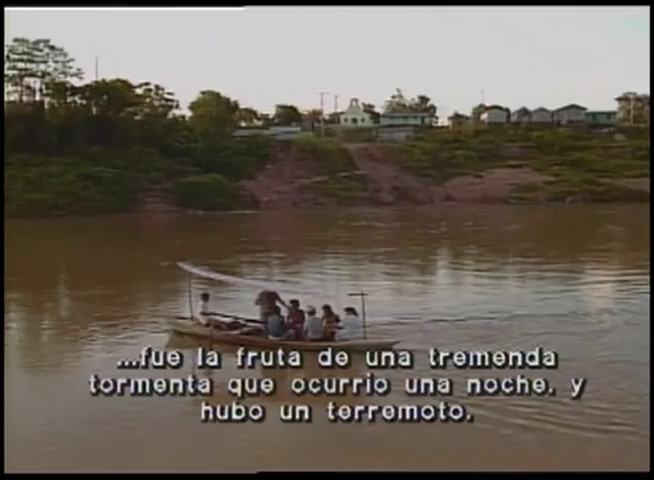 ...fue la fruta de una tremenda
tormenta que ocurrio una noche, y
hubo un terremoto.